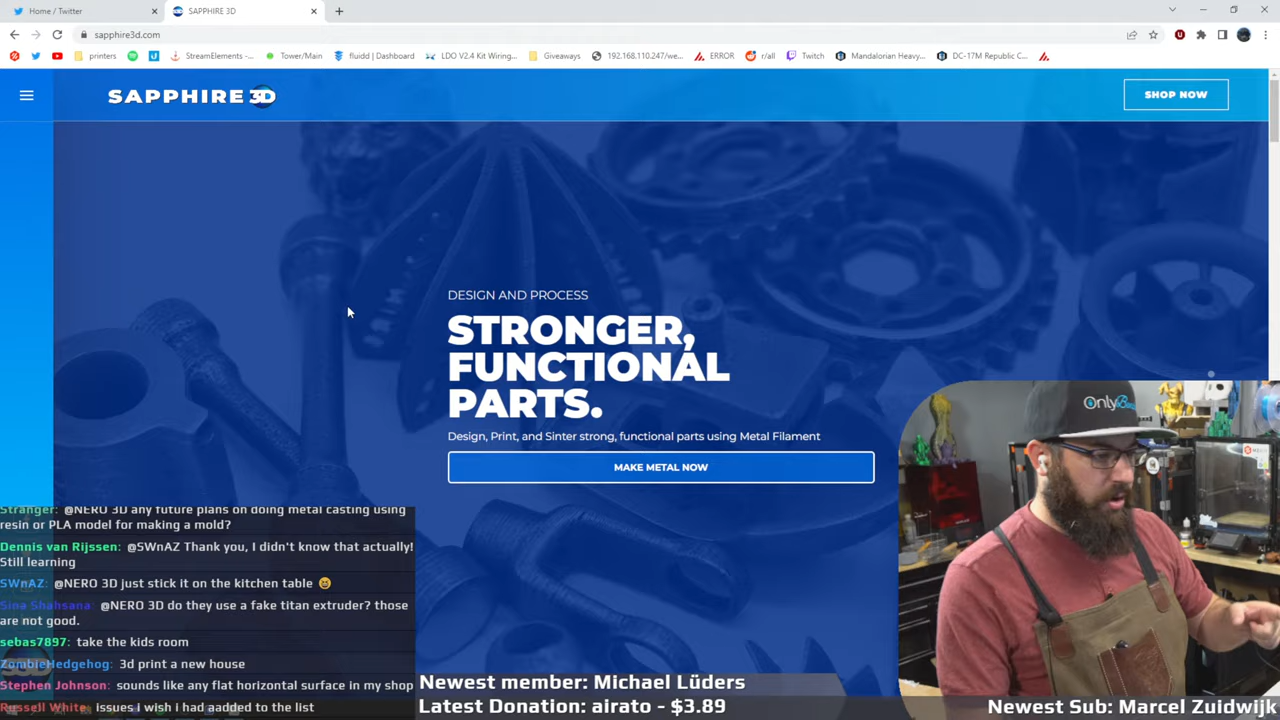 Home / Twitter
SAPPHIRE 3D
sapphire3d.com
printers
StreamElements -...
Tower/Main
fluidd | Dashboard
LDO V2.4 Kit Wiring...
Giveaways
192.168.110.247/we...
ERROR
r/all
Twitch
Mandalorian Heavy...
DC-17M Republic C...
SAPPHIRE 3D
SHOP NOW
DESIGN AND PROCESS
STRONGER,
FUNCTIONAL
PARTS.
Design, Print, and Sinter strong, functional parts using Metal Filament
MAKE METAL NOW
Stranger: @NERO 3D any future plans on doing metal casting using
resin or PLA model for making a mold?
Dennis van Rijssen: @SWnAZ Thank you, I didn't know that actually!
Still learning
SWnAZ: @NERO 3D just stick it on the kitchen table 😆
Sina Shahsana: @NERO 3D do they use a fake titan extruder? those
are not good.
sebas7897: take the kids room
ZombieHedgehog: 3d print a new house
Stephen Johnson: sounds like any flat horizontal surface in my shop
Russell White: issues i wish i had aadded to the list
Newest member: Michael Lüders
Latest Donation: airato - $3.89
Newest Sub: Marcel Zuidwijk